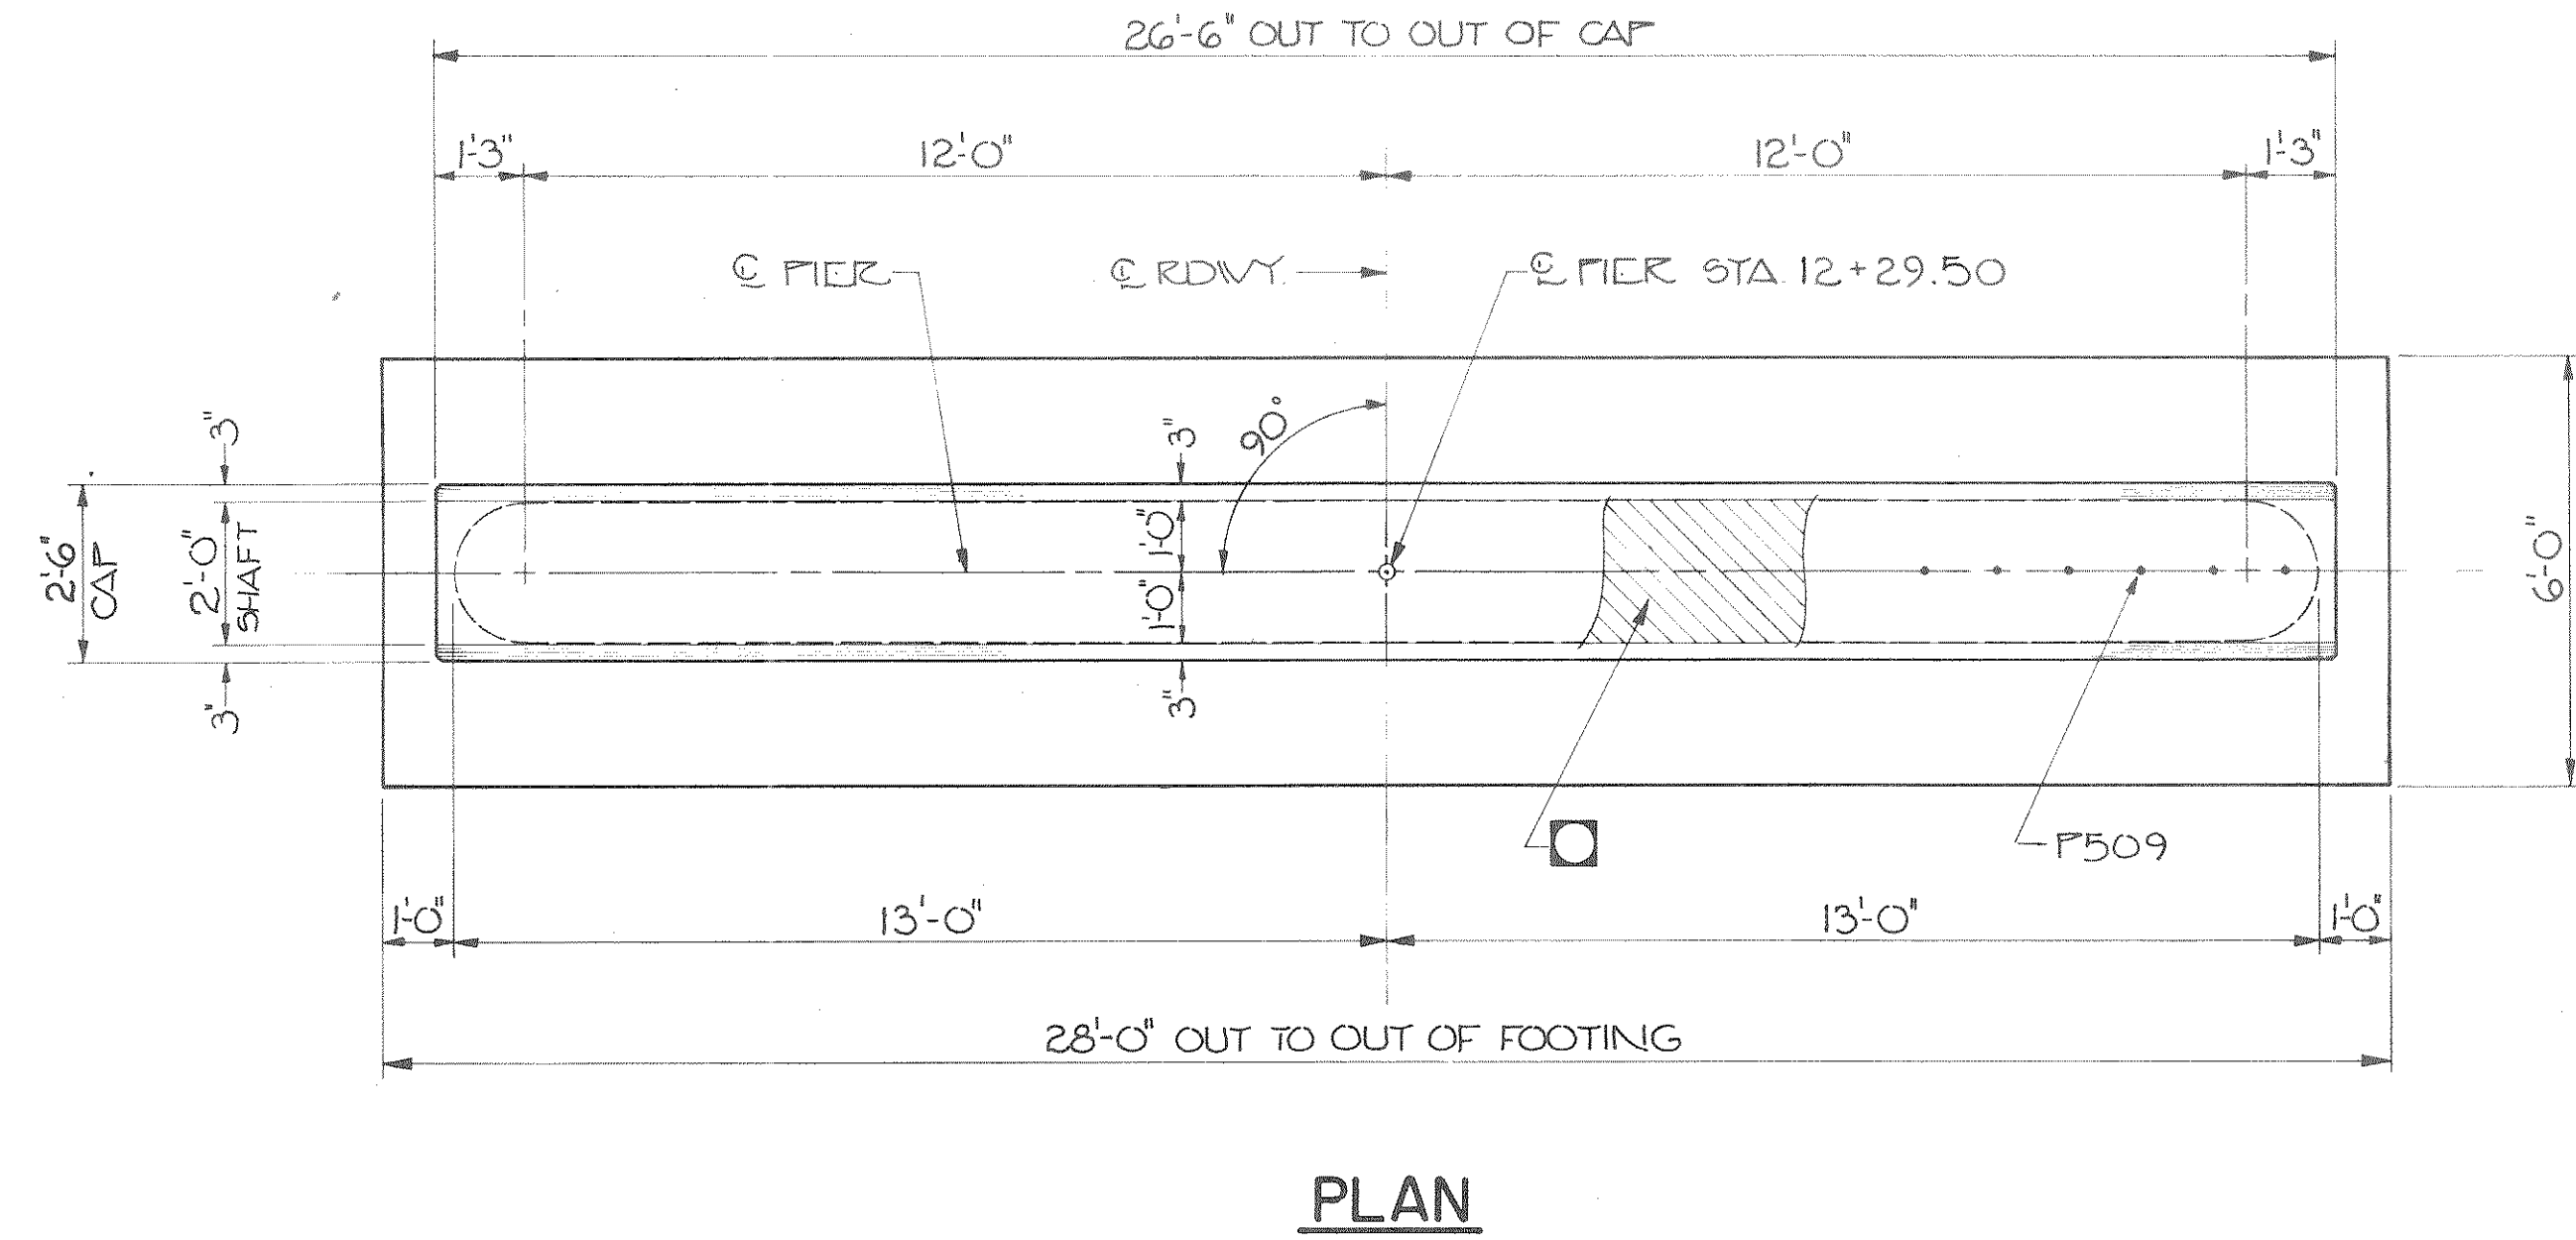 26'-6" OUT TO OUT OF CAP
1'-3" 12'-0" 12'-0" 1'-3"
℄ PIER ℄ RDWY. ℄ PIER STA. 12+29.50
90°
3" 3"
2'-6" CAP
2'-0" SHAFT
1'-0"
1'-0"
6'-0"
3" 3"
P509
1'-0" 13'-0" 13'-0" 1'-0"
28'-0" OUT TO OUT OF FOOTING
PLAN